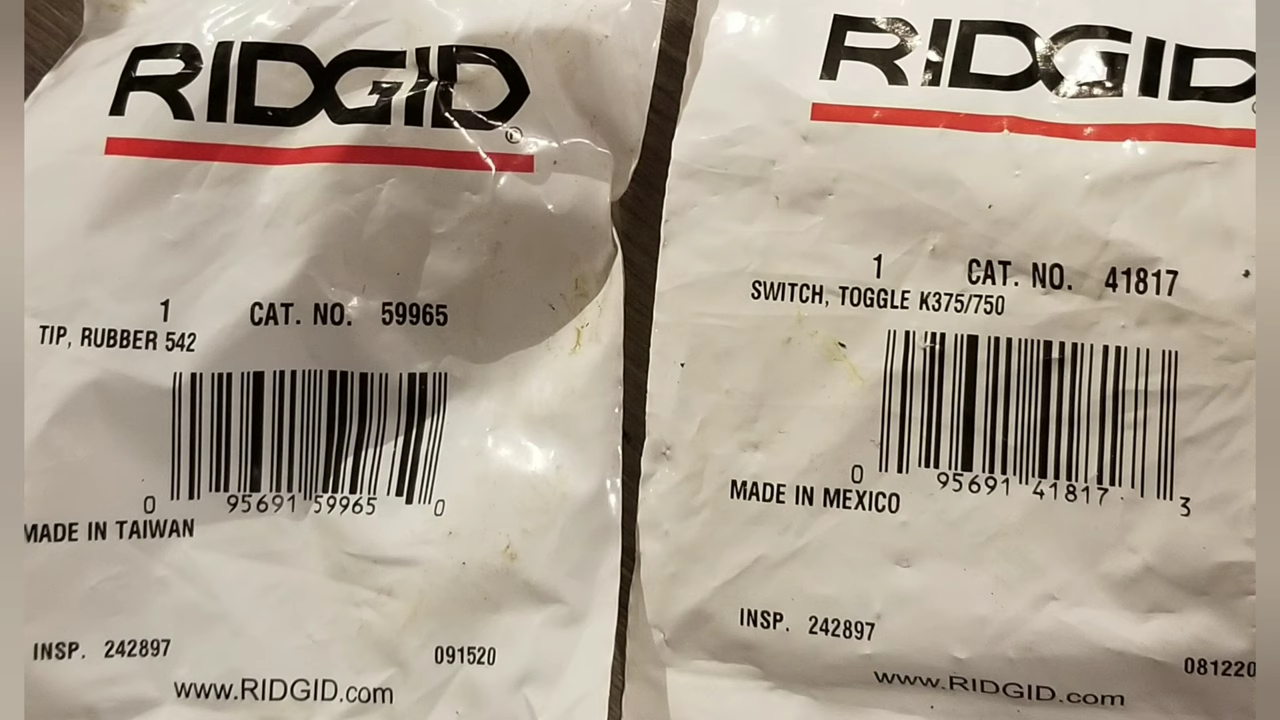 RIDGID®
1 CAT. NO. 59965
TIP, RUBBER 542
0 95691 59965 0
MADE IN TAIWAN
INSP. 242897 091520
www.RIDGID.com
RIDGID
1 CAT. NO. 41817
SWITCH, TOGGLE K375/750
0 95691 41817 3
MADE IN MEXICO
INSP. 242897 081220
www.RIDGID.com